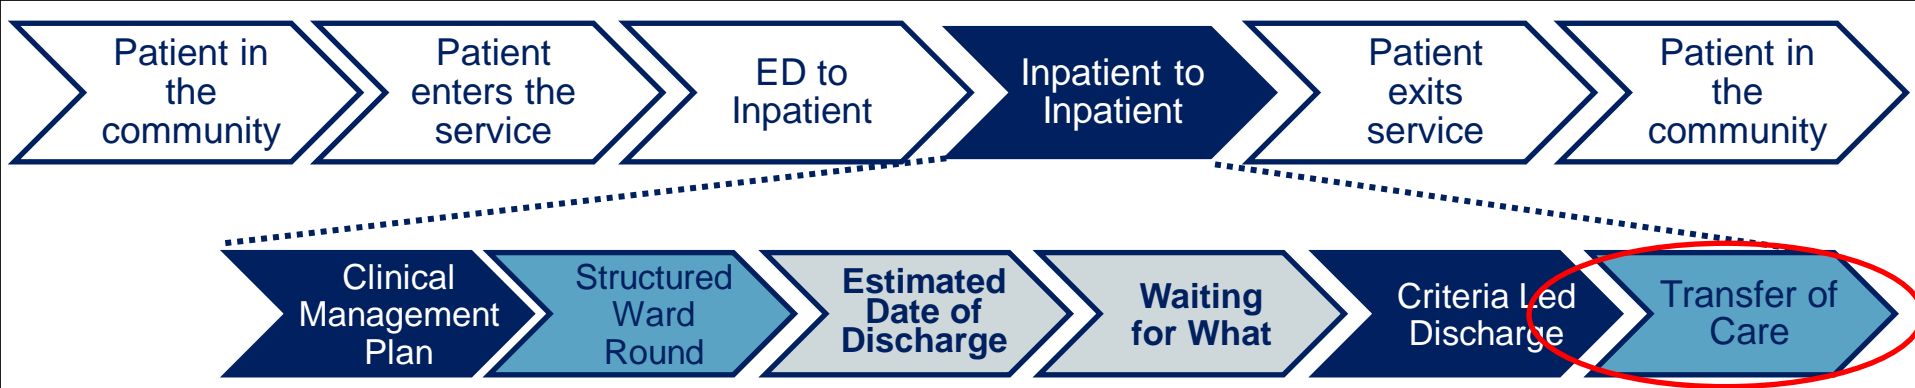 Patient in
the
community
Patient
enters the
service
ED to
Inpatient
Inpatient to
Inpatient
Patient
exits
service
Patient in
the
community
Clinical
Management
Plan
Structured
Ward
Round
Estimated
Date of
Discharge
Waiting
for What
Criteria Led
Discharge
Transfer of
Care